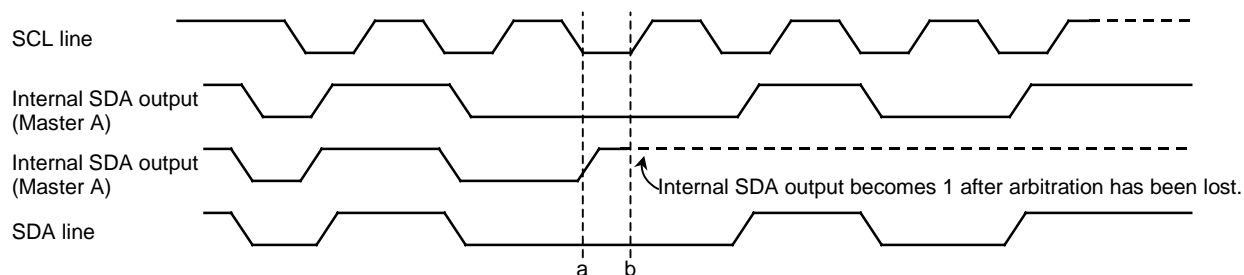 SCL line
Internal SDA output
(Master A)
Internal SDA output
(Master A)
Internal SDA output becomes 1 after arbitration has been lost.
SDA line
a
b